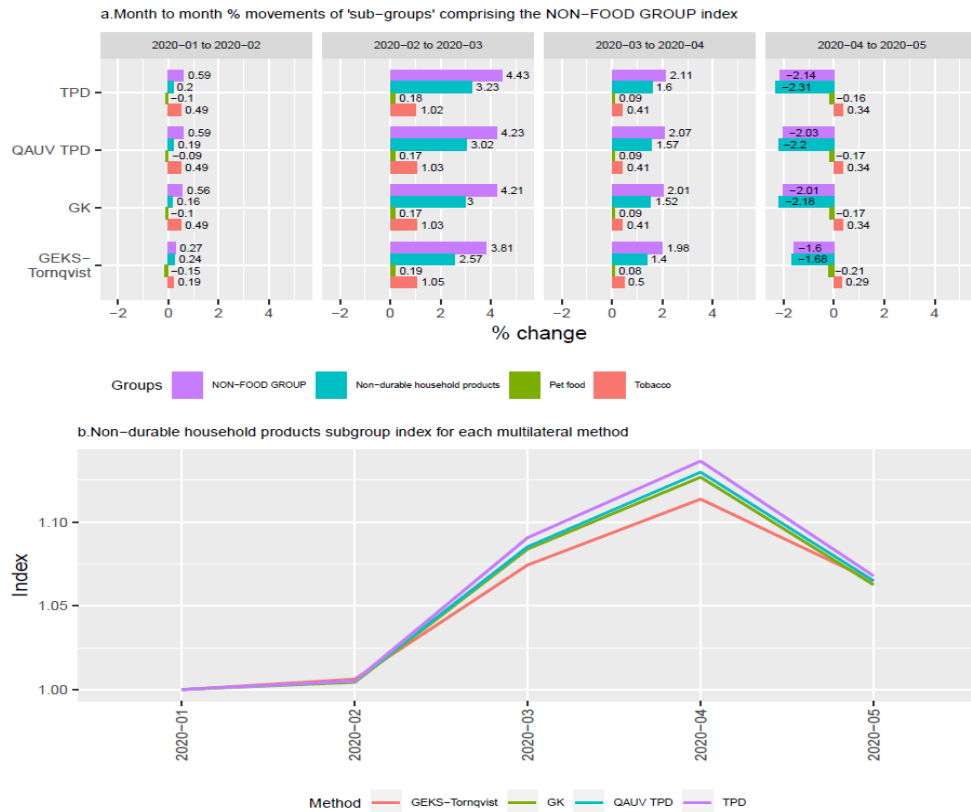 a.Month to month % movements of 'sub-groups' comprising the NON-FOOD GROUP index
2020-01 to 2020-02 2020-02 to 2020-03 2020-03 to 2020-04 2020-04 to 2020-05
TPD
0.59 4.43 2.11 -2.14
0.2 3.23 1.6 -2.31
-0.1 0.18 0.09 -0.16
0.49 1.02 0.41 0.34
QAUV TPD
0.59 4.23 2.07 -2.03
0.19 3.02 1.57 -2.2
-0.09 0.17 0.09 -0.17
0.49 1.03 0.41 0.34
GK
0.56 4.21 2.01 -2.01
0.16 3 1.52 -2.18
-0.1 0.17 0.09 -0.17
0.49 1.03 0.41 0.34
GEKS-
Tornqvist
0.27 3.81 1.98 -1.6
0.24 2.57 1.4 -1.68
-0.15 0.19 0.08 -0.21
0.19 1.05 0.5 0.29
-2 0 2 4 -2 0 2 4 -2 0 2 4 -2 0 2 4
% change
Groups NON-FOOD GROUP Non-durable household products Pet food Tobacco
b.Non-durable household products subgroup index for each multilateral method
Index
1.10
1.05
1.00
2020-01 2020-02 2020-03 2020-04 2020-05
Method GEKS-Tornqvist GK QAUV TPD TPD